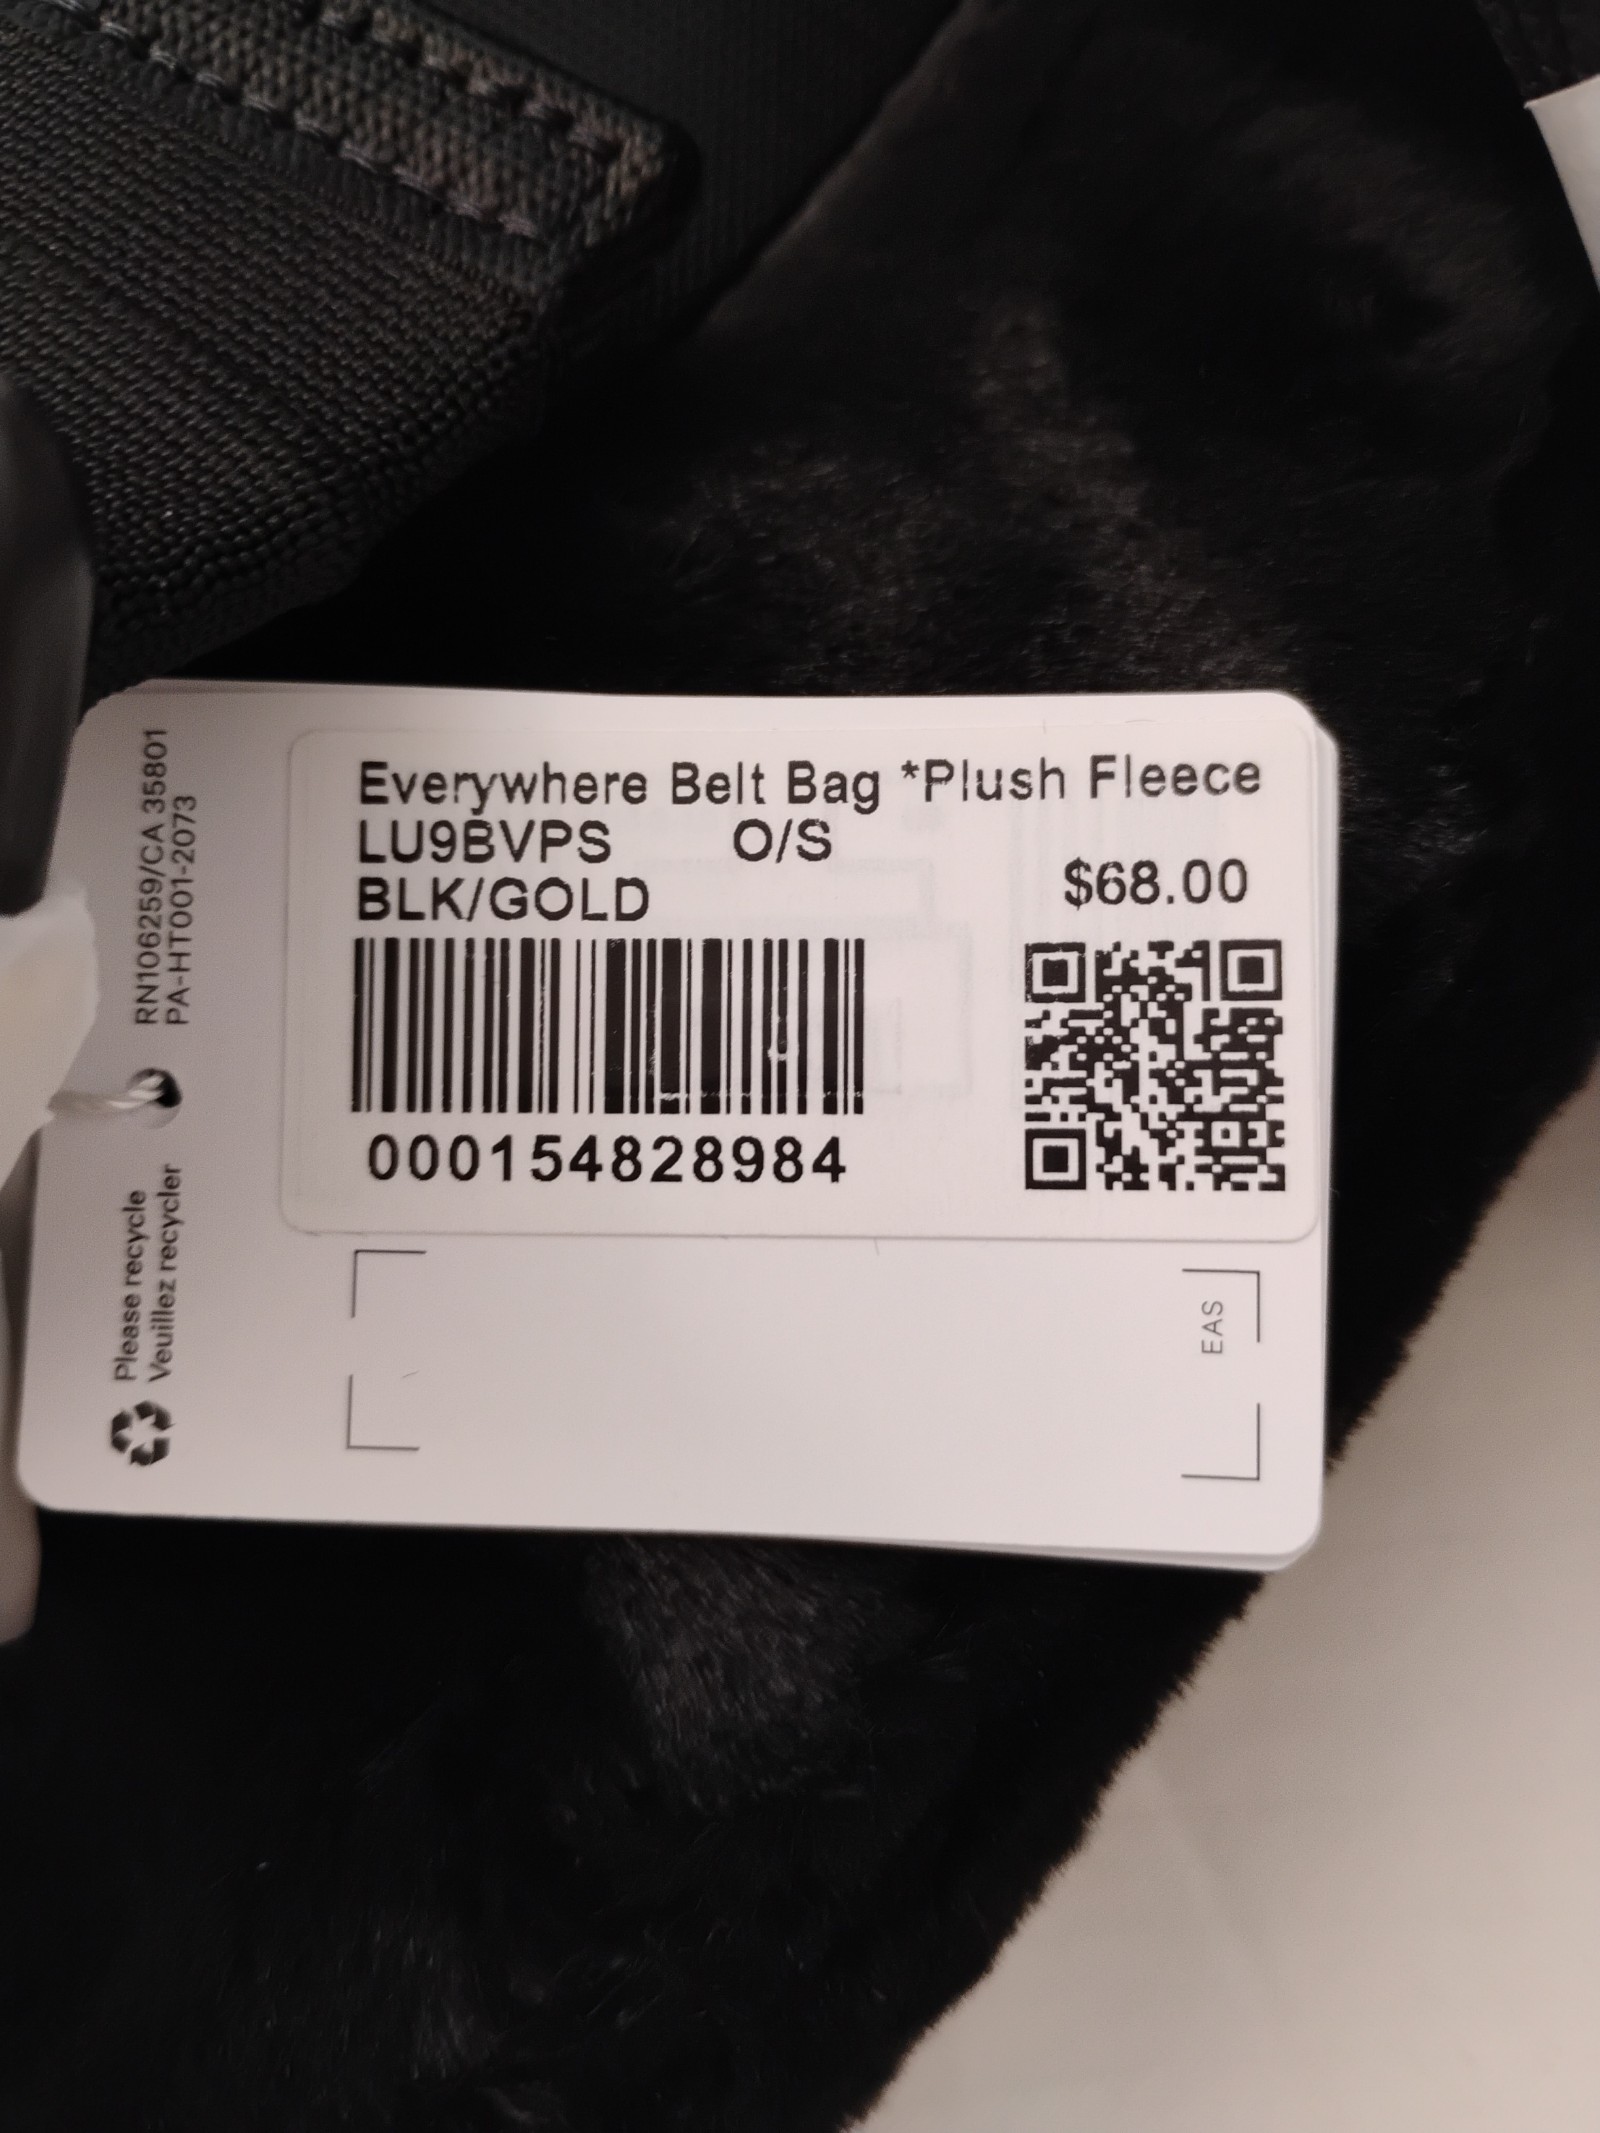 Everywhere Belt Bag *Plush Fleece
LU9BVPS O/S
BLK/GOLD $68.00
000154828984
RN106259/CA 35801
PA-HT001-2073
Please recycle
Veuillez recycler
EAS